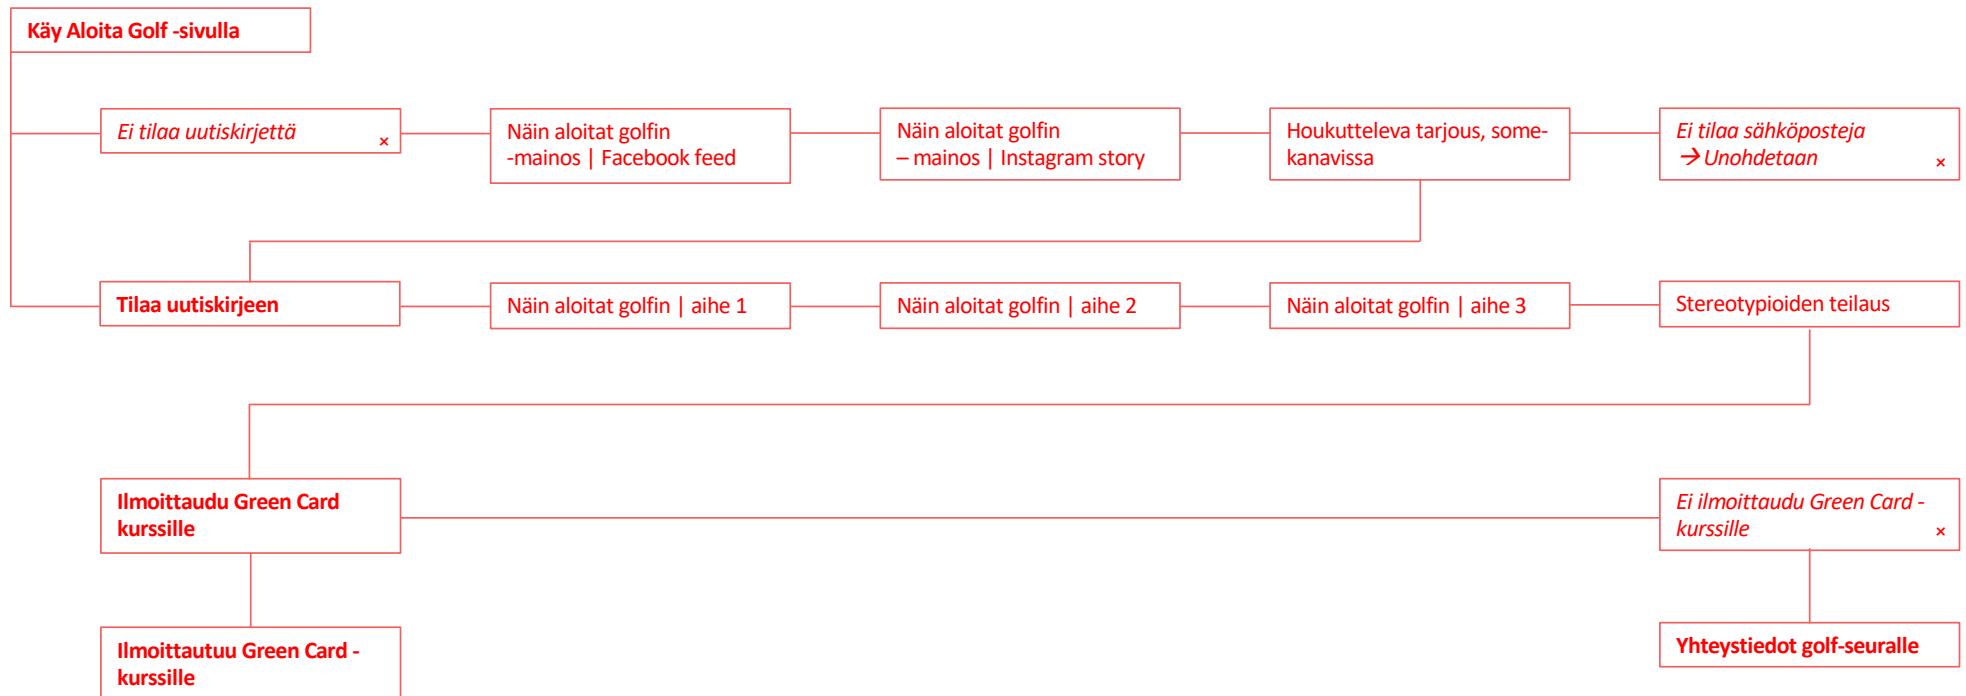 Käy Aloita Golf -sivulla
Ei tilaa uutiskirjettä
×
Näin aloitat golfin
-mainos | Facebook feed
Näin aloitat golfin
– mainos | Instagram story
Houkutteleva tarjous, some-
kanavissa
Ei tilaa sähköposteja
→ Unohdetaan
×
Tilaa uutiskirjeen
Näin aloitat golfin | aihe 1
Näin aloitat golfin | aihe 2
Näin aloitat golfin | aihe 3
Stereotypioiden teilaus
Ilmoittaudu Green Card
kurssille
Ei ilmoittaudu Green Card -
kurssille
×
Ilmoittautuu Green Card -
kurssille
Yhteystiedot golf-seuralle